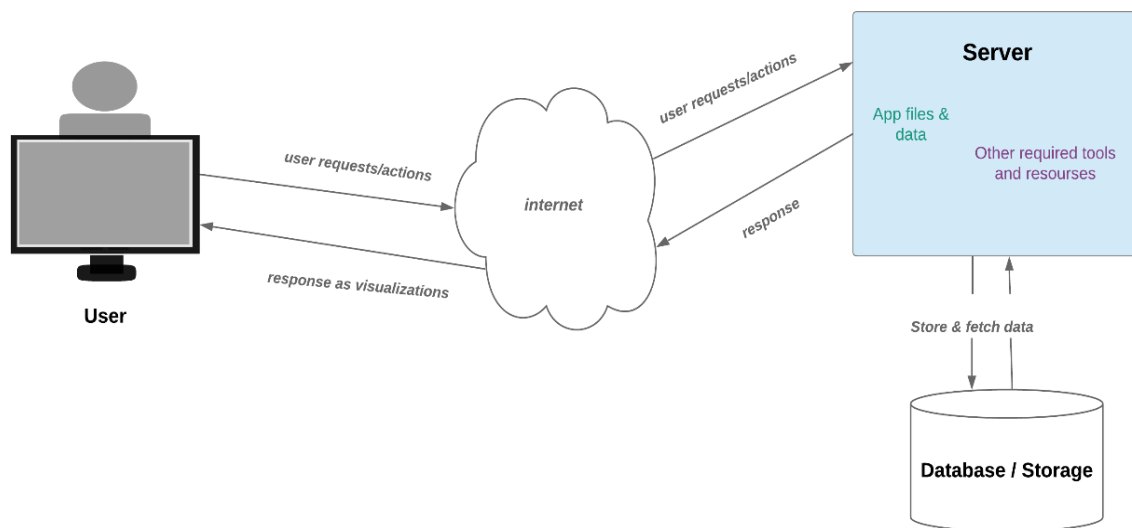 Server
user requests/actions
App files &
data
Other required tools
and resourses
user requests/actions
internet
response
response as visualizations
User
Store & fetch data
Database / Storage